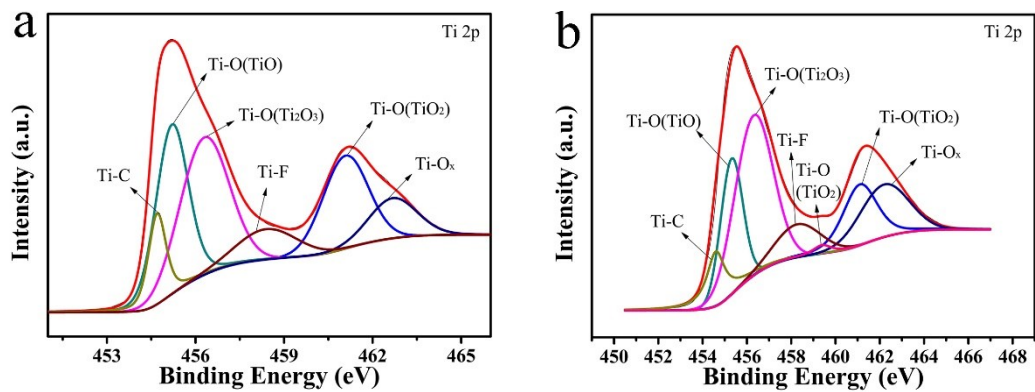 a
Ti 2p
Ti-O(TiO)
Ti-O(Ti₂O₃)
Ti-O(TiO₂)
Ti-C
Ti-F
Ti-Oₓ
Intensity (a.u.)
453 456 459 462 465
Binding Energy (eV)
b
Ti 2p
Ti-O(Ti₂O₃)
Ti-O(TiO)
Ti-F
Ti-O
(TiO₂)
Ti-O(TiO₂)
Ti-Oₓ
Ti-C
Intensity (a.u.)
450 452 454 456 458 460 462 464 466 468
Binding Energy (eV)